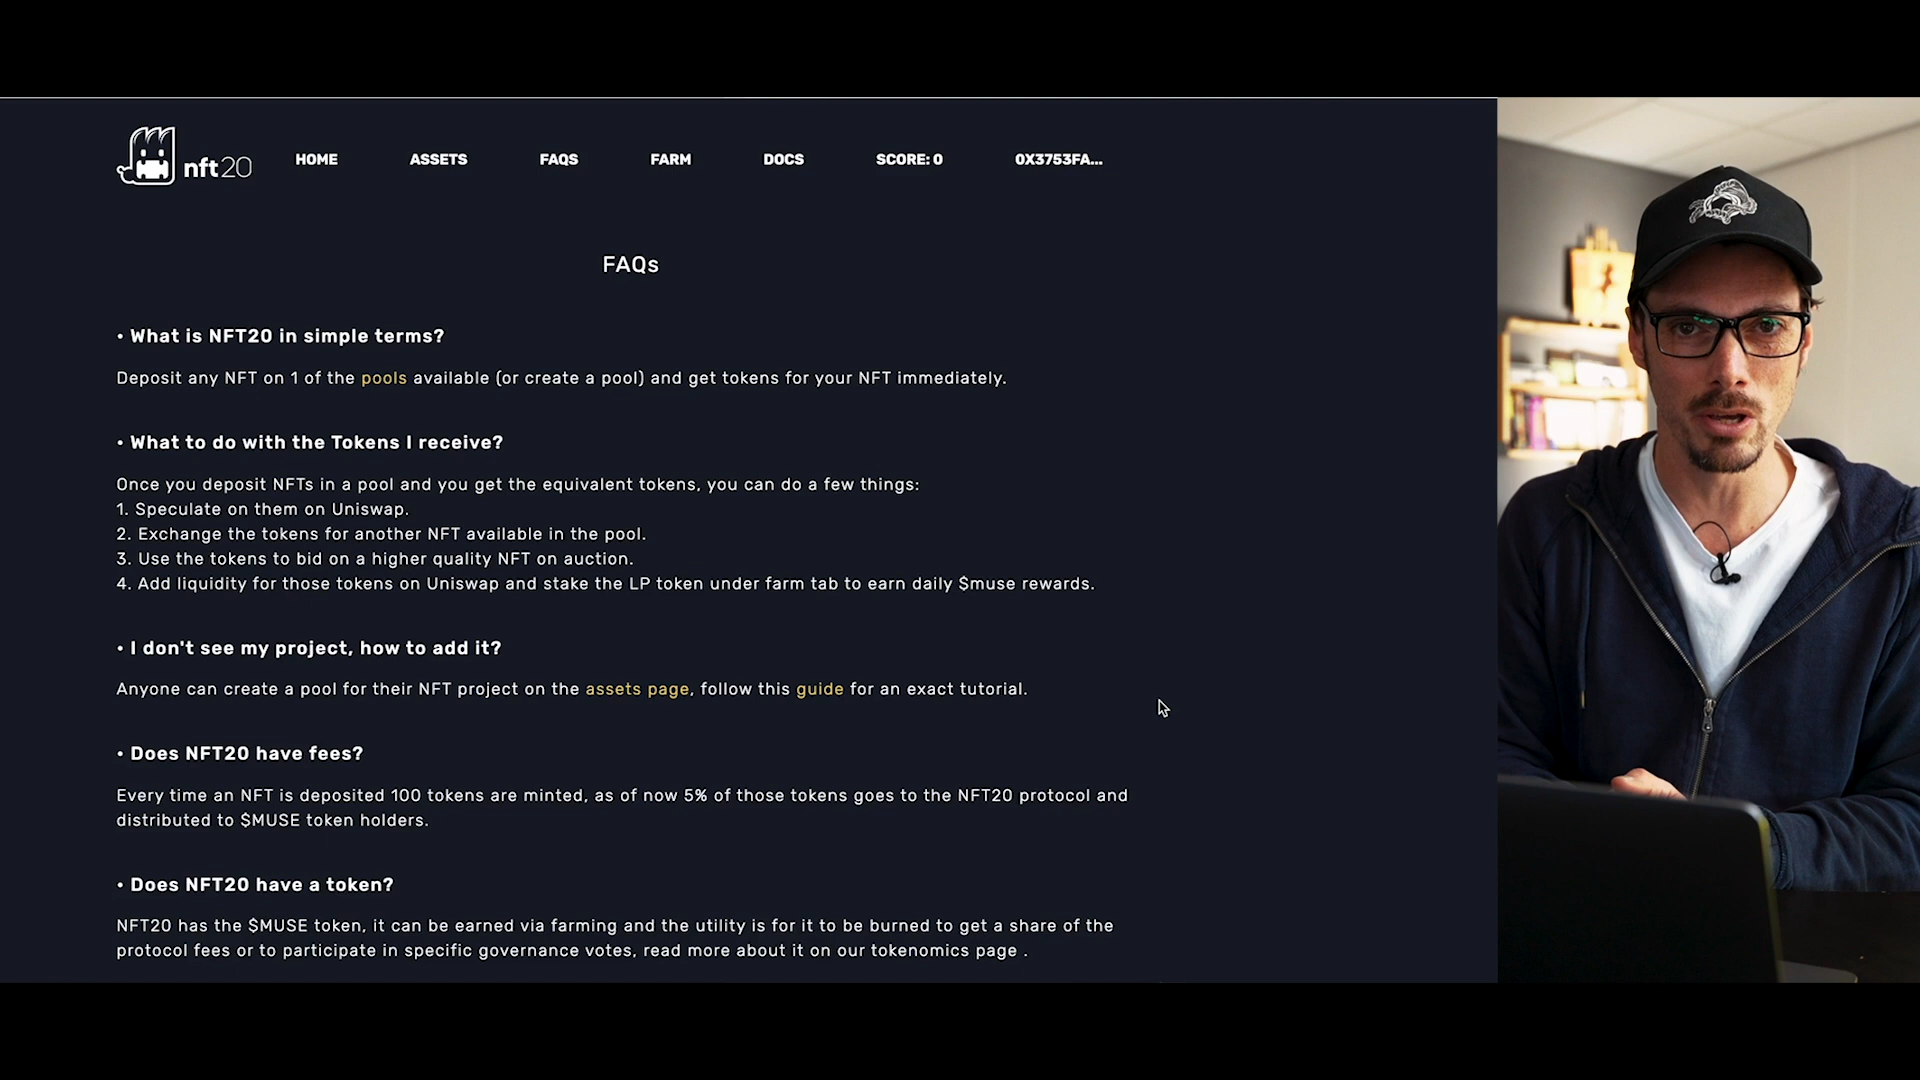 nft20
HOME
ASSETS
FAQS
FARM
DOCS
SCORE: 0
0X3753FA...
FAQs
• What is NFT20 in simple terms?
Deposit any NFT on 1 of the pools available (or create a pool) and get tokens for your NFT immediately.
• What to do with the Tokens I receive?
Once you deposit NFTs in a pool and you get the equivalent tokens, you can do a few things:
1. Speculate on them on Uniswap.
2. Exchange the tokens for another NFT available in the pool.
3. Use the tokens to bid on a higher quality NFT on auction.
4. Add liquidity for those tokens on Uniswap and stake the LP token under farm tab to earn daily $muse rewards.
• I don't see my project, how to add it?
Anyone can create a pool for their NFT project on the assets page, follow this guide for an exact tutorial.
• Does NFT20 have fees?
Every time an NFT is deposited 100 tokens are minted, as of now 5% of those tokens goes to the NFT20 protocol and
distributed to $MUSE token holders.
• Does NFT20 have a token?
NFT20 has the $MUSE token, it can be earned via farming and the utility is for it to be burned to get a share of the
protocol fees or to participate in specific governance votes, read more about it on our tokenomics page .